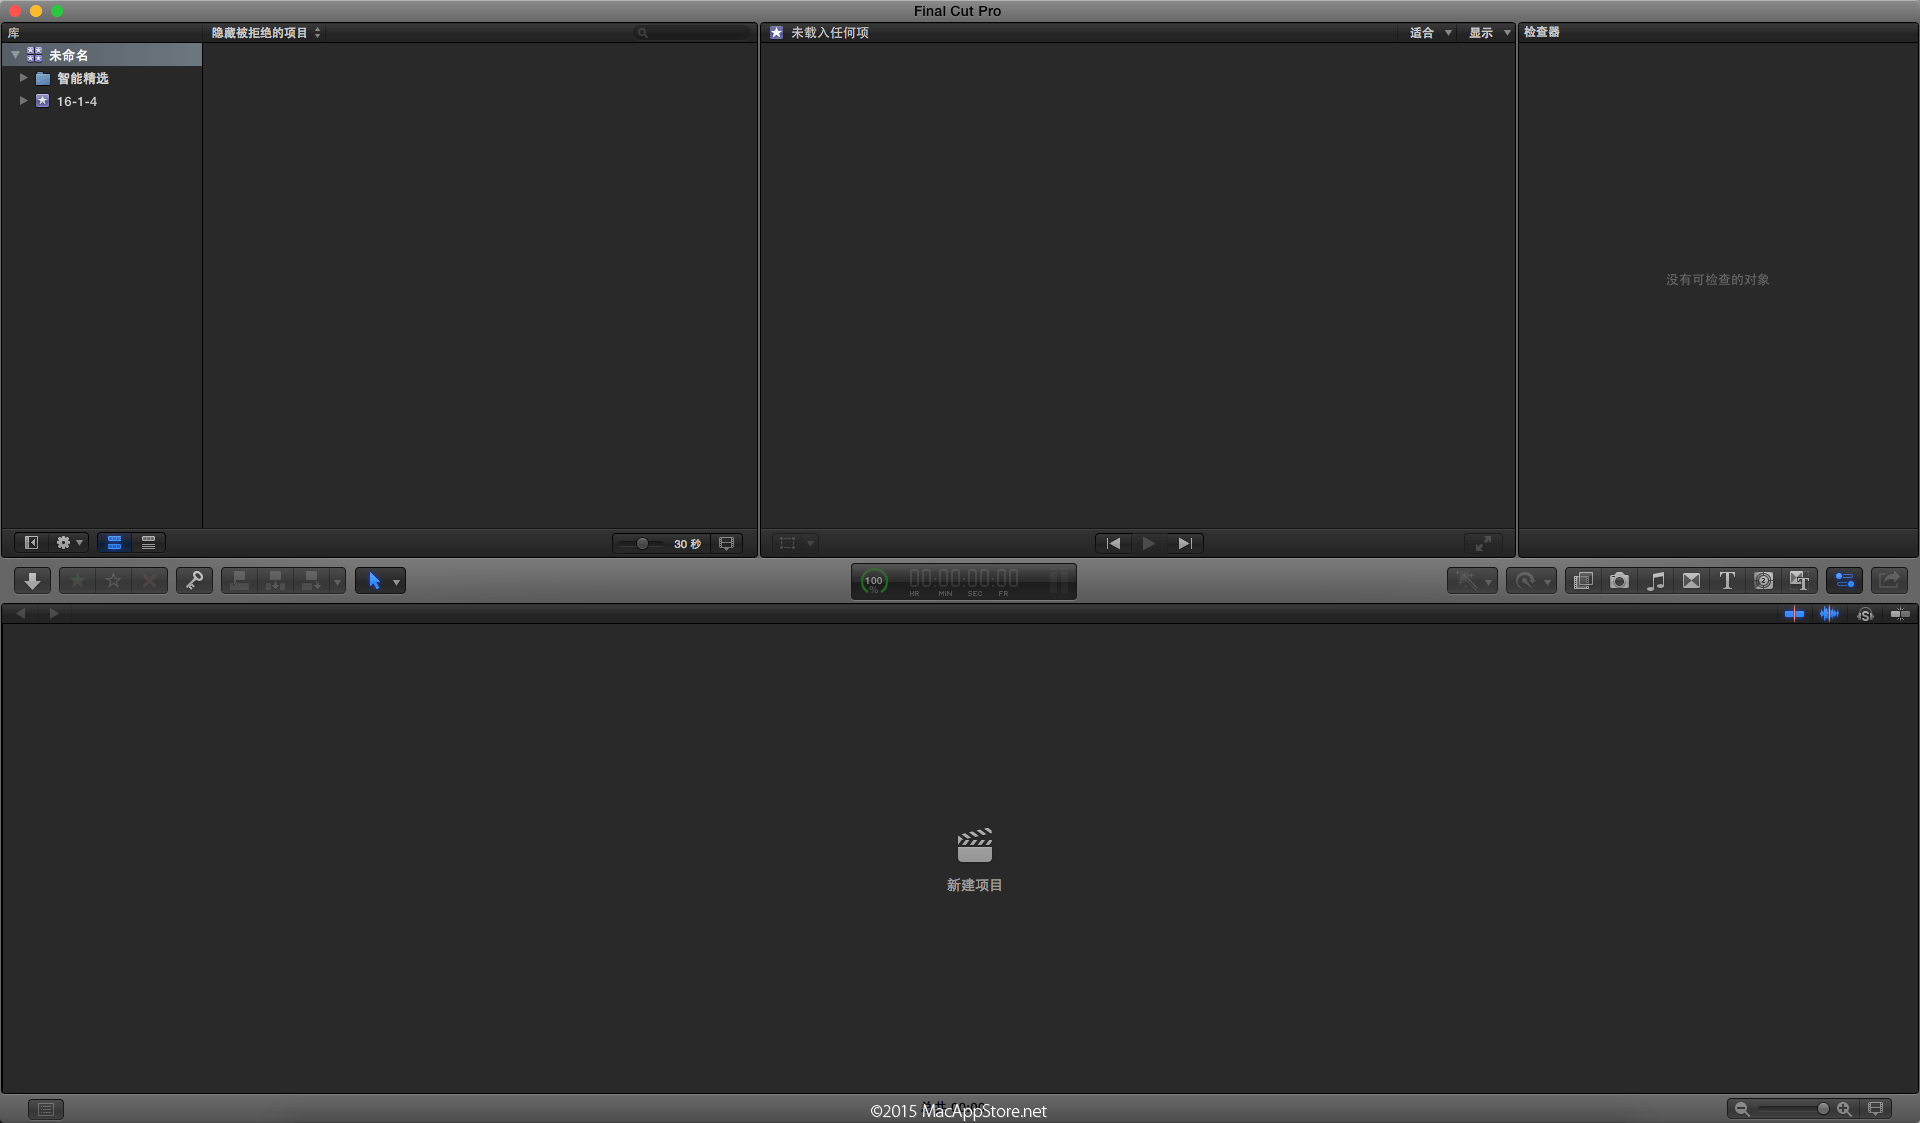 Final Cut Pro
库
隐藏被拒绝的项目
未载入任何项
适合
显示
检查器
未命名
智能精选
16-1-4
没有可检查的对象
30 秒
100
%
00:00:00:00
HR MIN SEC FR
新建项目
©2015 MacAppStore.net